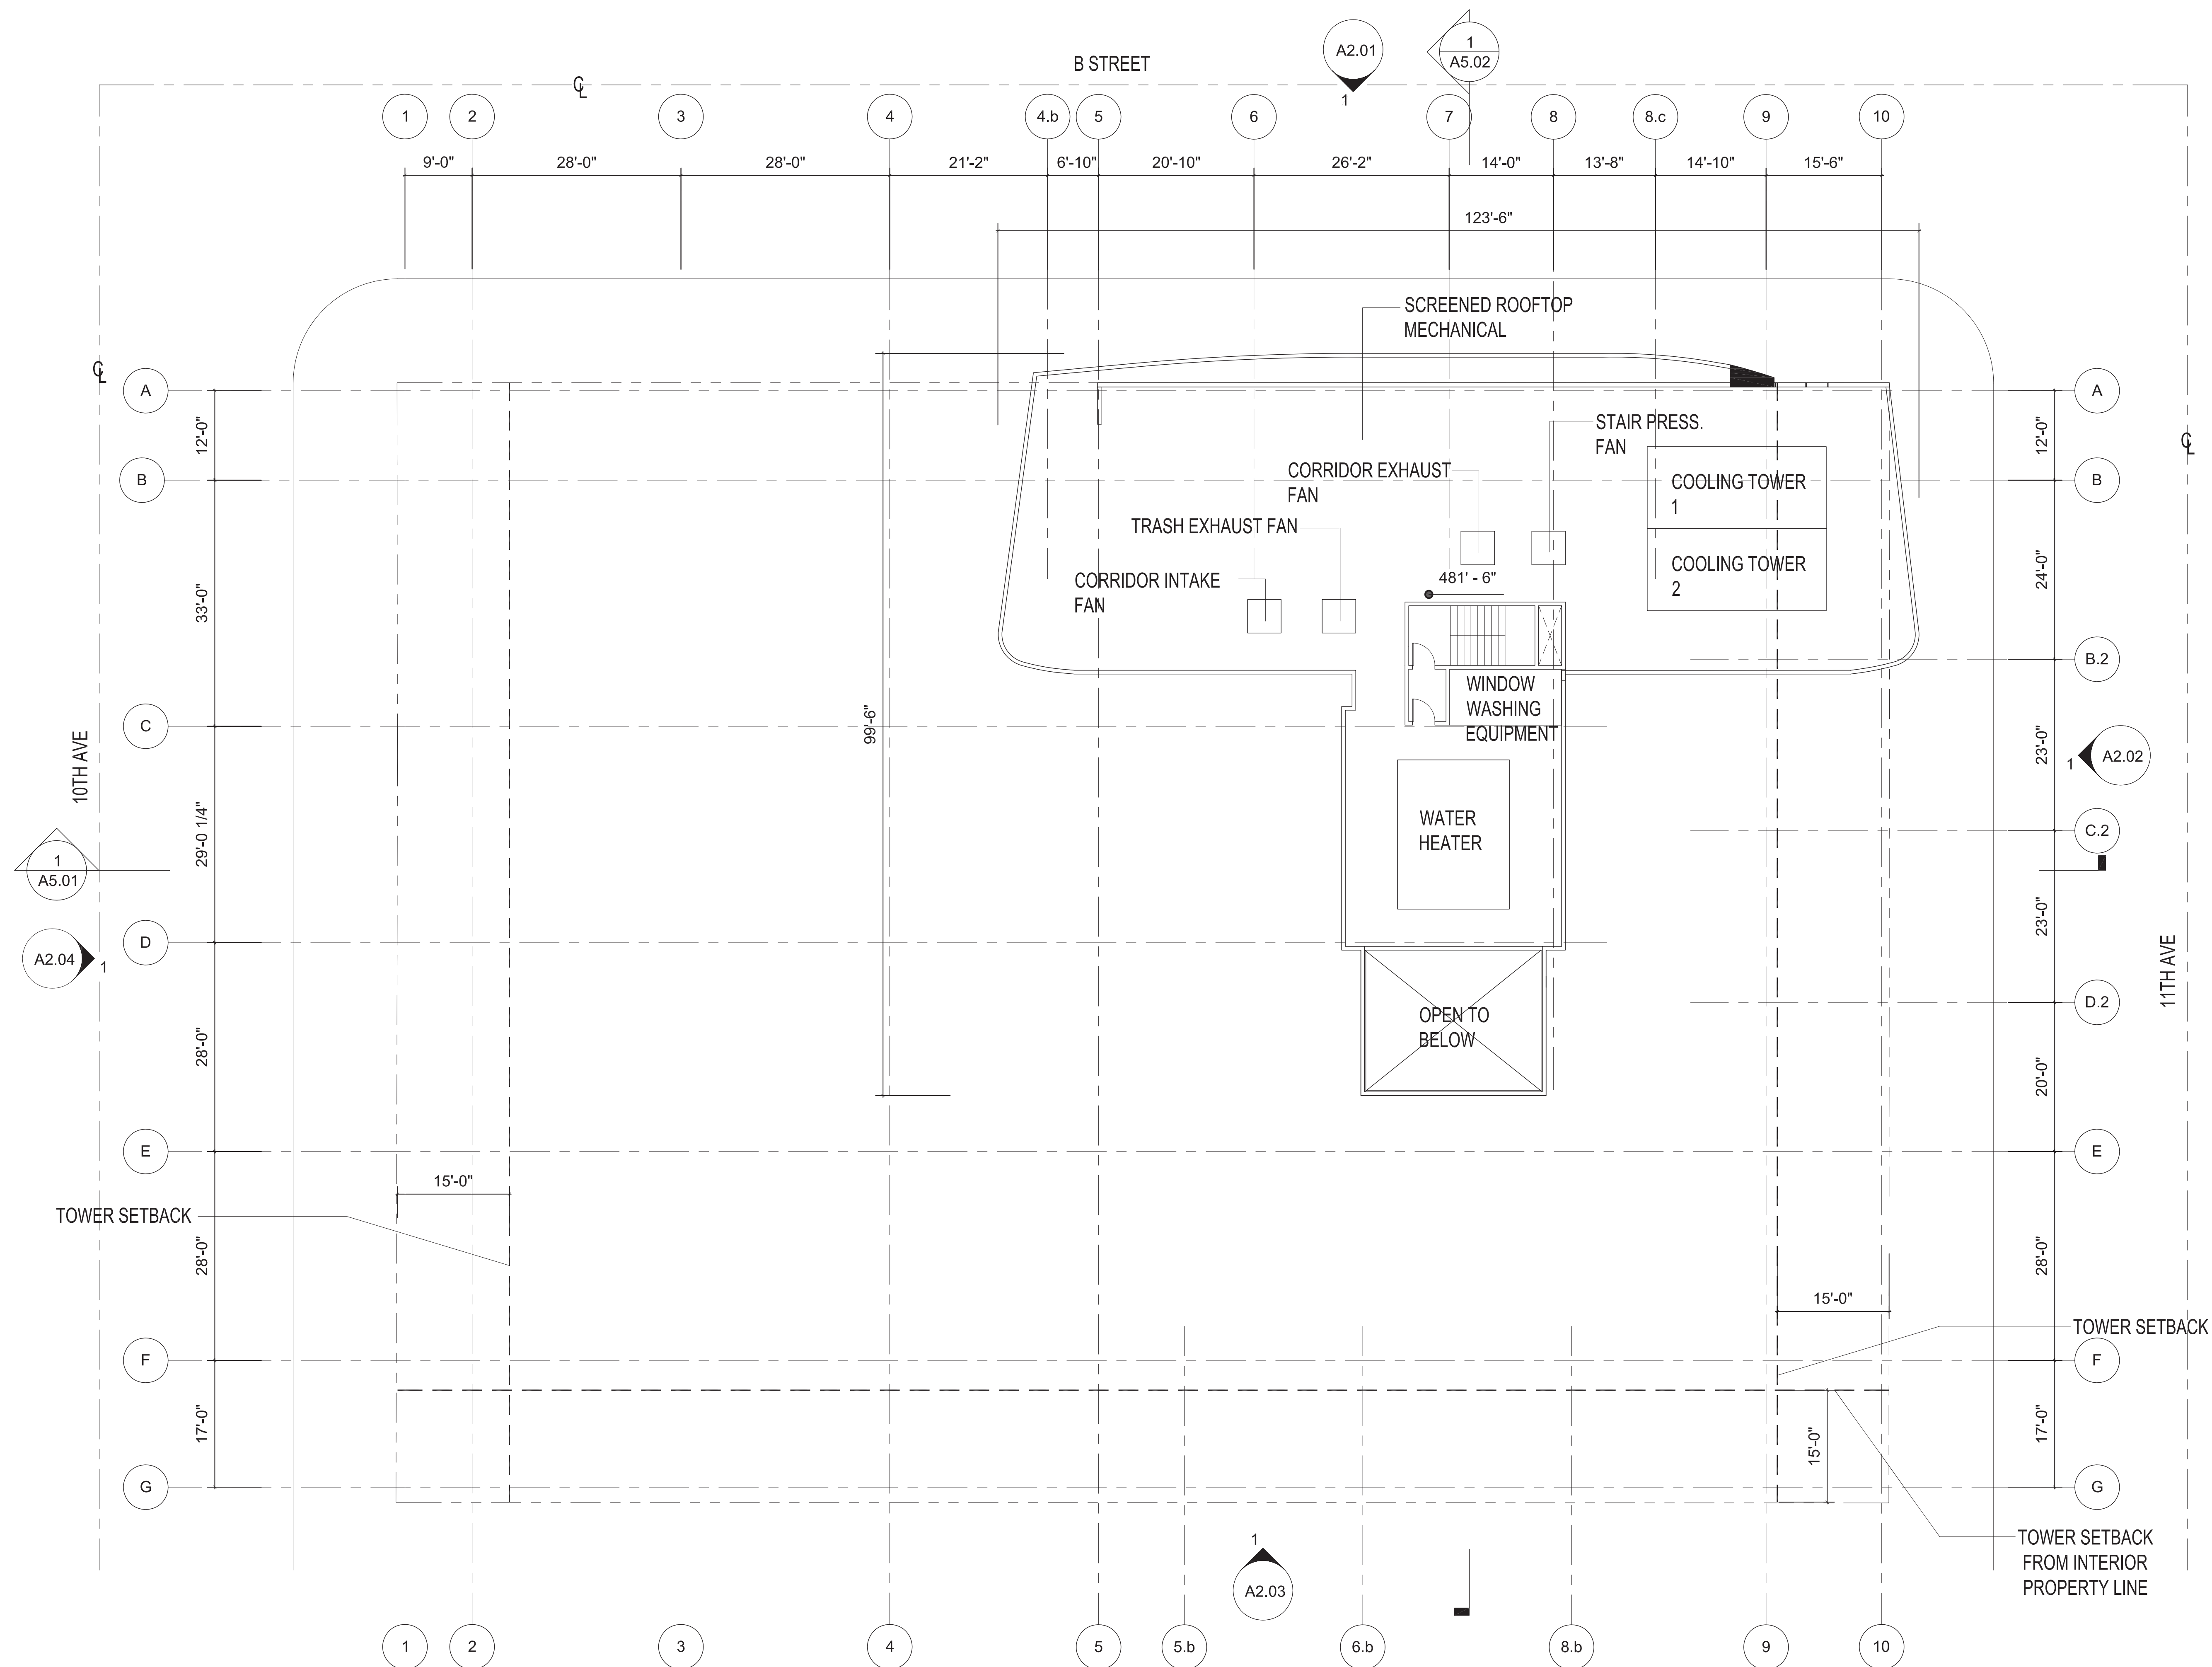 A2.01
1
1
A5.02
B STREET
C
L
1
2
3
4
4.b
5
6
7
8
8.c
9
10
9'-0"
28'-0"
28'-0"
21'-2"
6'-10"
20'-10"
26'-2"
14'-0"
13'-8"
14'-10"
15'-6"
123'-6"
SCREENED ROOFTOP
MECHANICAL
C
L
A
A
STAIR PRESS.
FAN
12'-0"
12'-0"
C
L
CORRIDOR EXHAUST
FAN
B
B
COOLING TOWER
1
TRASH EXHAUST FAN
COOLING TOWER
2
CORRIDOR INTAKE
FAN
481' - 6"
33'-0"
24'-0"
B.2
WINDOW
WASHING
EQUIPMENT
99'-6"
C
23'-0"
A2.02
1
10TH AVE
WATER
HEATER
29'-0 1/4"
C.2
1
A5.01
23'-0"
D
A2.04
1
11TH AVE
D.2
OPEN TO
BELOW
28'-0"
20'-0"
E
E
15'-0"
TOWER SETBACK
28'-0"
28'-0"
15'-0"
TOWER SETBACK
F
F
17'-0"
15'-0"
17'-0"
G
G
TOWER SETBACK
FROM INTERIOR
PROPERTY LINE
1
A2.03
1
2
3
4
5
5.b
6.b
8.b
9
10